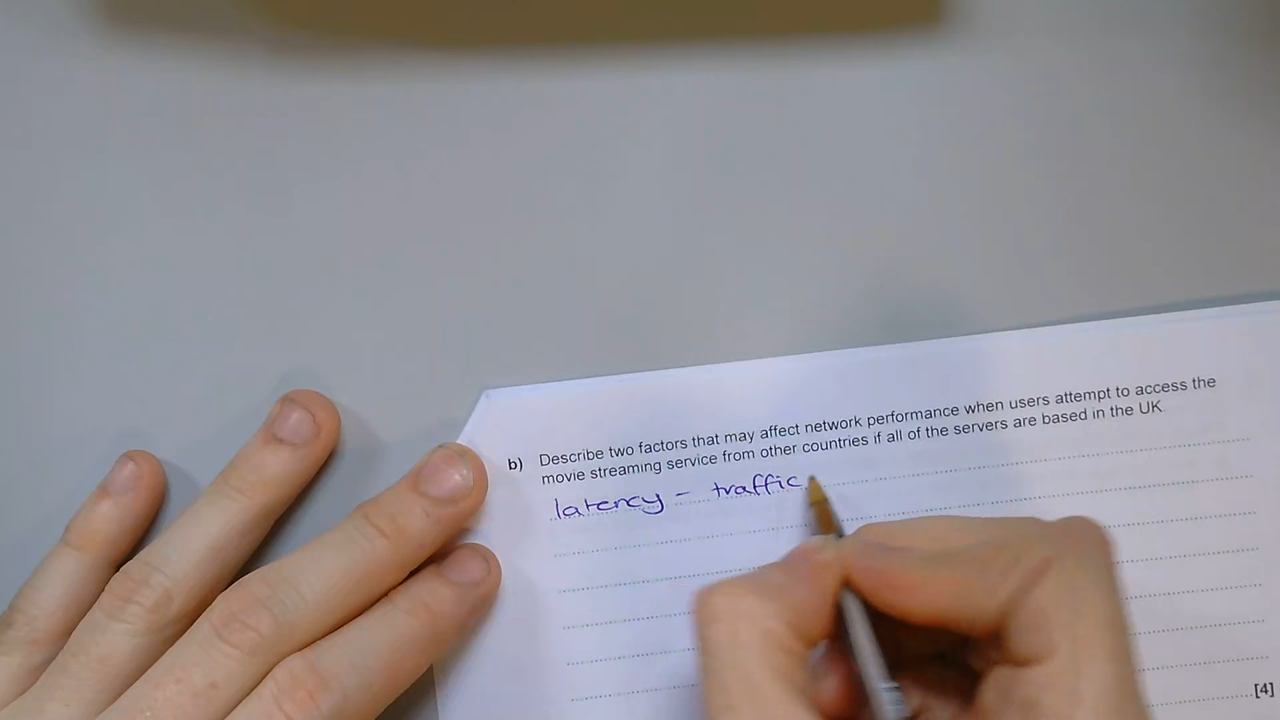 b) Describe two factors that may affect network performance when users attempt to access the
movie streaming service from other countries if all of the servers are based in the UK.
latency - traffic
[4]